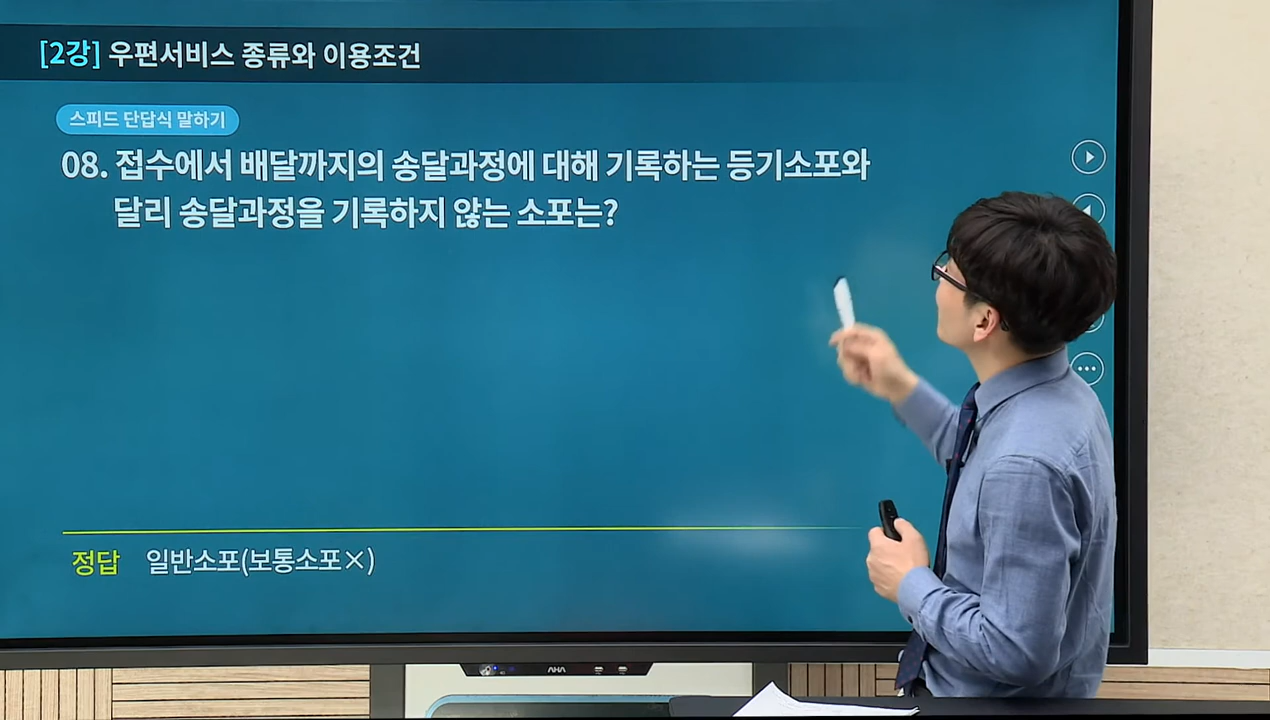 [2강] 우편서비스 종류와 이용조건
스피드 단답식 말하기
08. 접수에서 배달까지의 송달과정에 대해 기록하는 등기소포와
달리 송달과정을 기록하지 않는 소포는?
정답 일반소포(보통소포×)
AHA